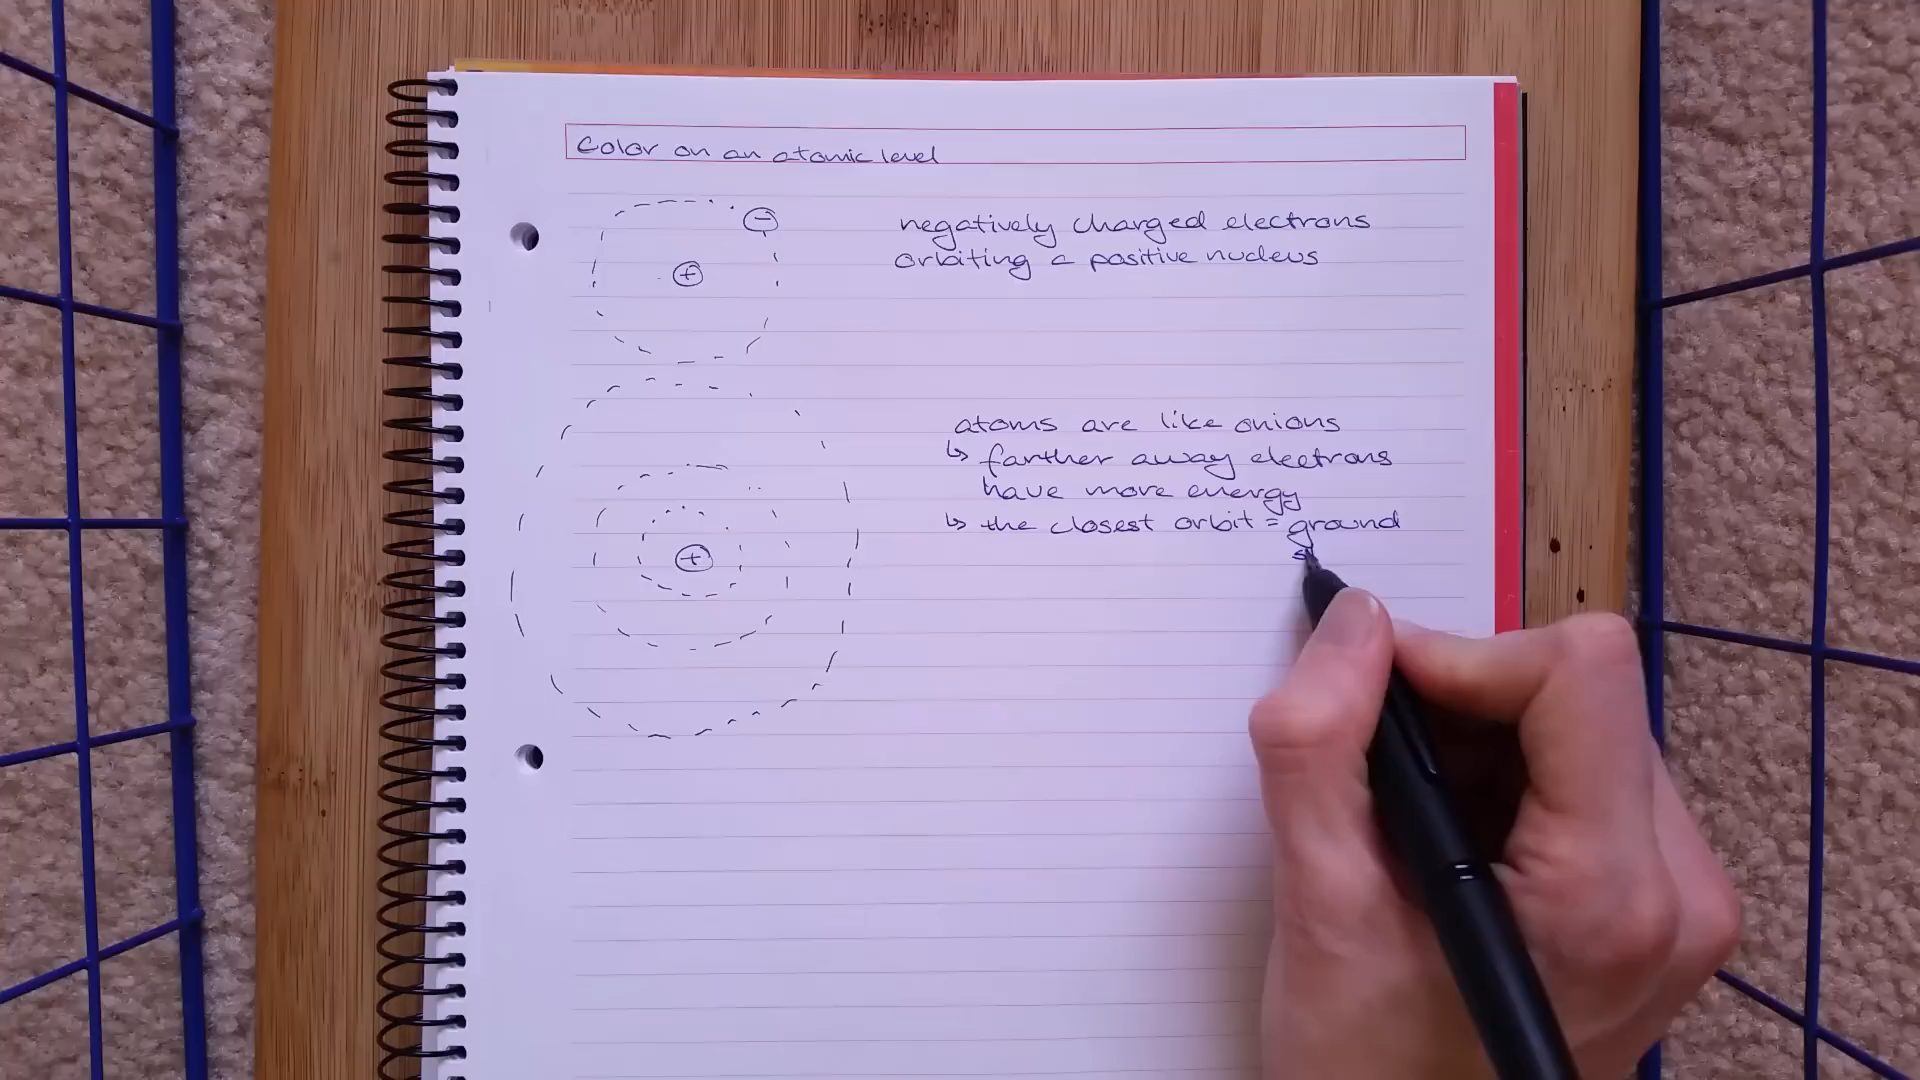 Color on an atomic level
−
negatively charged electrons
+
orbiting a positive nucleus
atoms are like onions
↳ farther away electrons
have more energy
↳ the closest orbit = ground
+
s